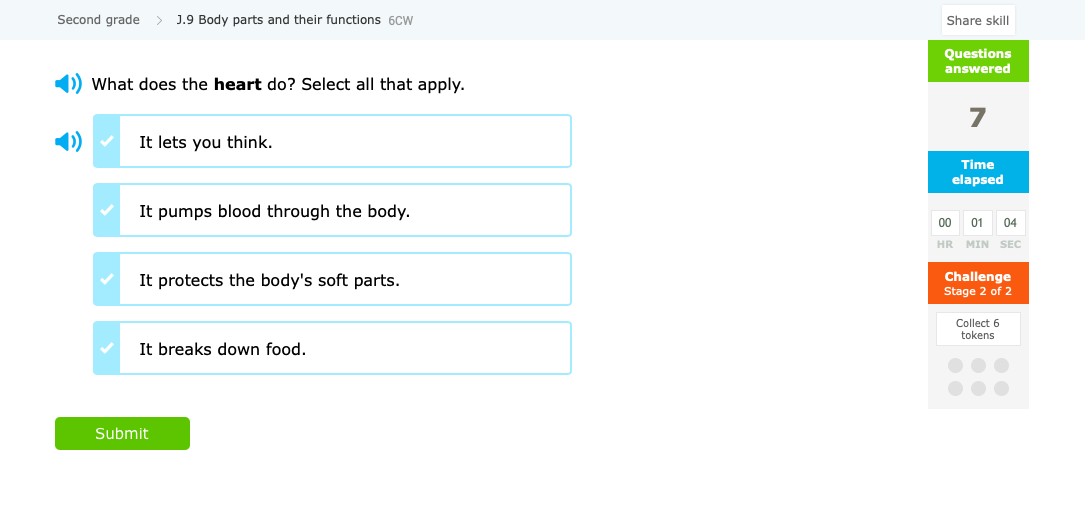 Second grade > J.9 Body parts and their functions 6CW
Share skill
What does the heart do? Select all that apply.
It lets you think.
It pumps blood through the body.
It protects the body's soft parts.
It breaks down food.
Submit
Questions
answered
7
Time
elapsed
00 01 04
HR MIN SEC
Challenge
Stage 2 of 2
Collect 6
tokens